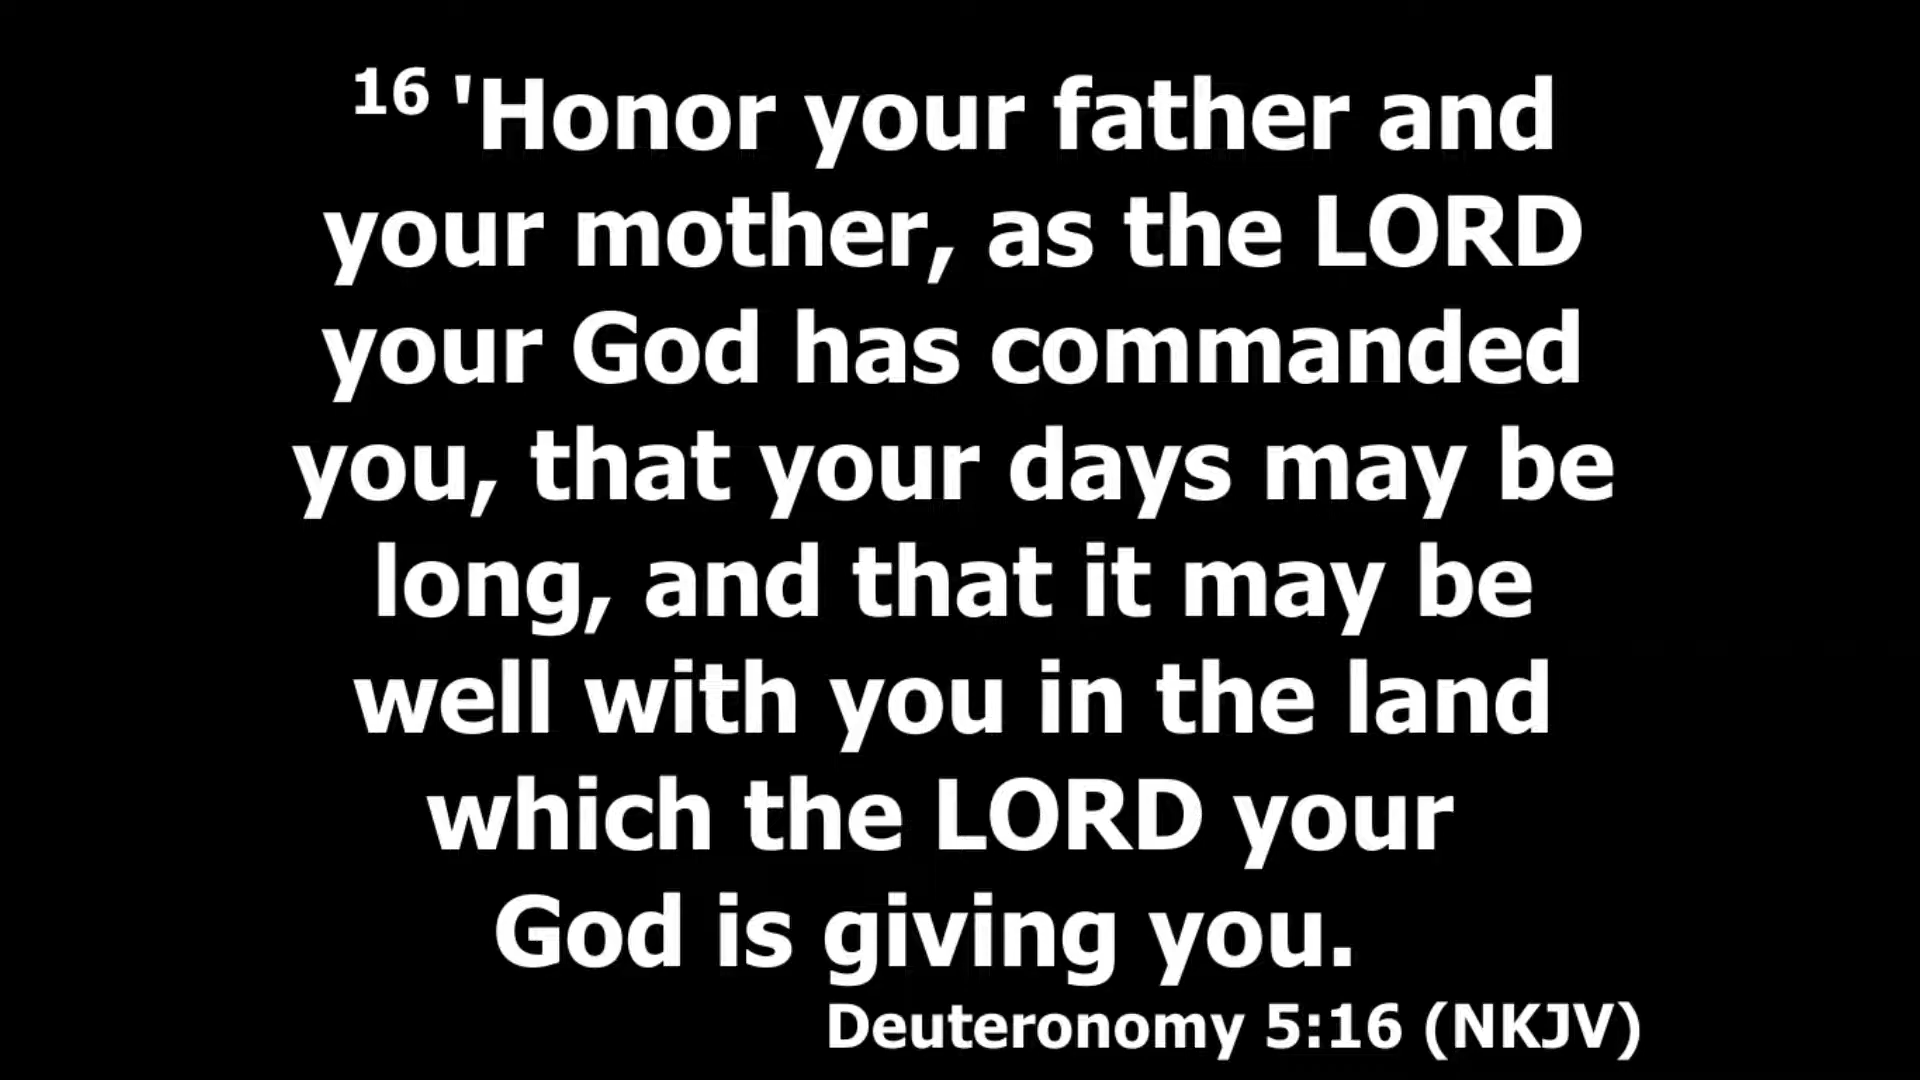 16 'Honor your father and
your mother, as the LORD
your God has commanded
you, that your days may be
long, and that it may be
well with you in the land
which the LORD your
God is giving you.
Deuteronomy 5:16 (NKJV)